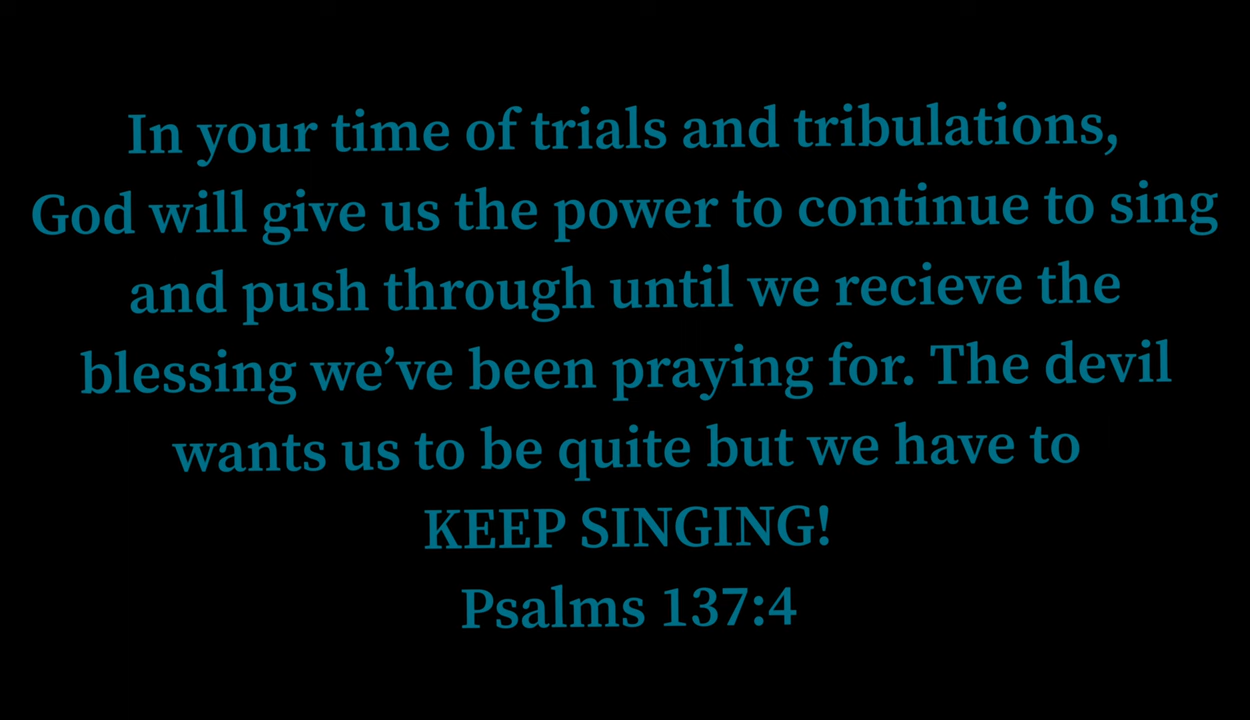 In your time of trials and tribulations,
God will give us the power to continue to sing
and push through until we recieve the
blessing we’ve been praying for. The devil
wants us to be quite but we have to
KEEP SINGING!
Psalms 137:4